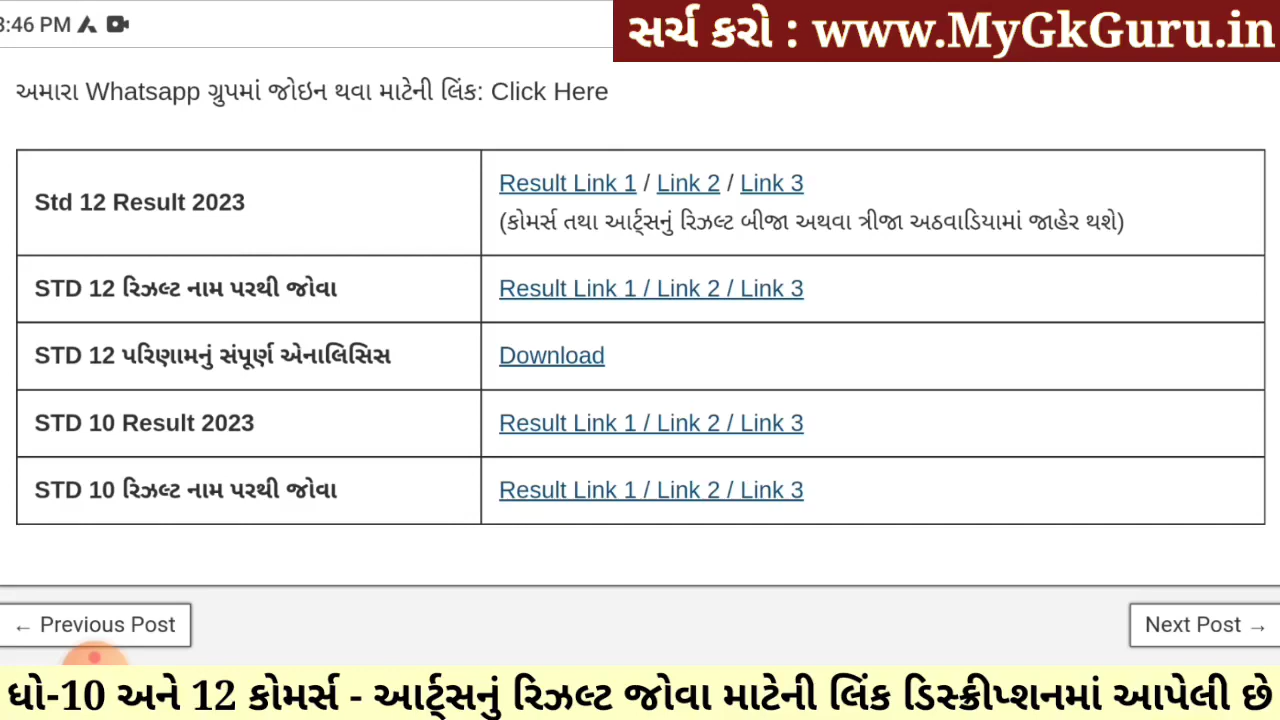 3:46 PM
સર્ચ કરો : www.MyGkGuru.in
અમારા Whatsapp ગ્રુપમાં જોઇન થવા માટેની લિંક: Click Here
Std 12 Result 2023
Result Link 1 / Link 2 / Link 3
(કોમર્સ તથા આર્ટ્સનું રિઝલ્ટ બીજા અથવા ત્રીજા અઠવાડિયામાં જાહેર થશે)
STD 12 રિઝલ્ટ નામ પરથી જોવા
Result Link 1 / Link 2 / Link 3
STD 12 પરિણામનું સંપૂર્ણ એનાલિસિસ
Download
STD 10 Result 2023
Result Link 1 / Link 2 / Link 3
STD 10 રિઝલ્ટ નામ પરથી જોવા
Result Link 1 / Link 2 / Link 3
← Previous Post
Next Post →
ધો-10 અને 12 કોમર્સ - આર્ટ્સનું રિઝલ્ટ જોવા માટેની લિંક ડિસ્ક્રીપ્શનમાં આપેલી છે